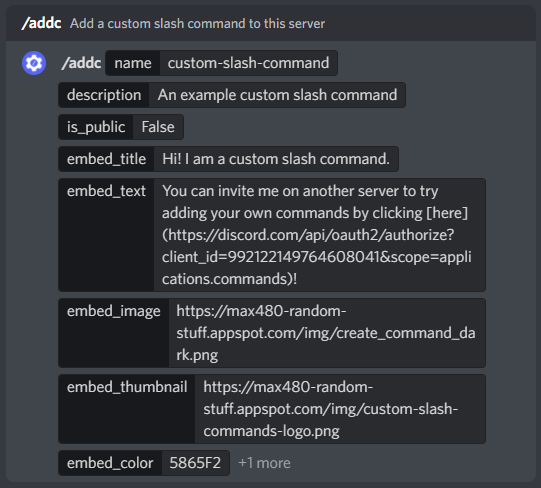 /addc Add a custom slash command to this server
/addc name custom-slash-command
description An example custom slash command
is_public False
embed_title Hi! I am a custom slash command.
embed_text You can invite me on another server to try
adding your own commands by clicking [here]
(https://discord.com/api/oauth2/authorize?
client_id=992122149764608041&scope=appli
cations.commands)!
embed_image https://max480-random-
stuff.appspot.com/img/create_command_da
rk.png
embed_thumbnail https://max480-random-
stuff.appspot.com/img/custom-slash-
commands-logo.png
embed_color 5865F2 +1 more